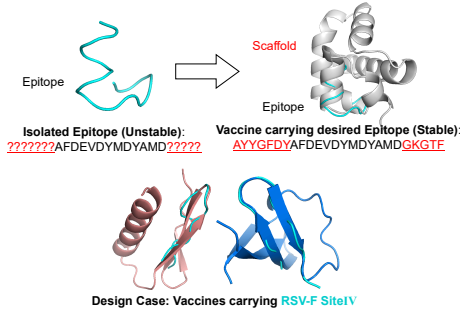 Scaffold
Epitope
Epitope
Isolated Epitope (Unstable):
???????AFDEVDYMDYAMD?????
Vaccine carrying desired Epitope (Stable):
AYYGFDYAFDEVDYMDYAMDGKGTF
Design Case: Vaccines carrying RSV-F SiteIV